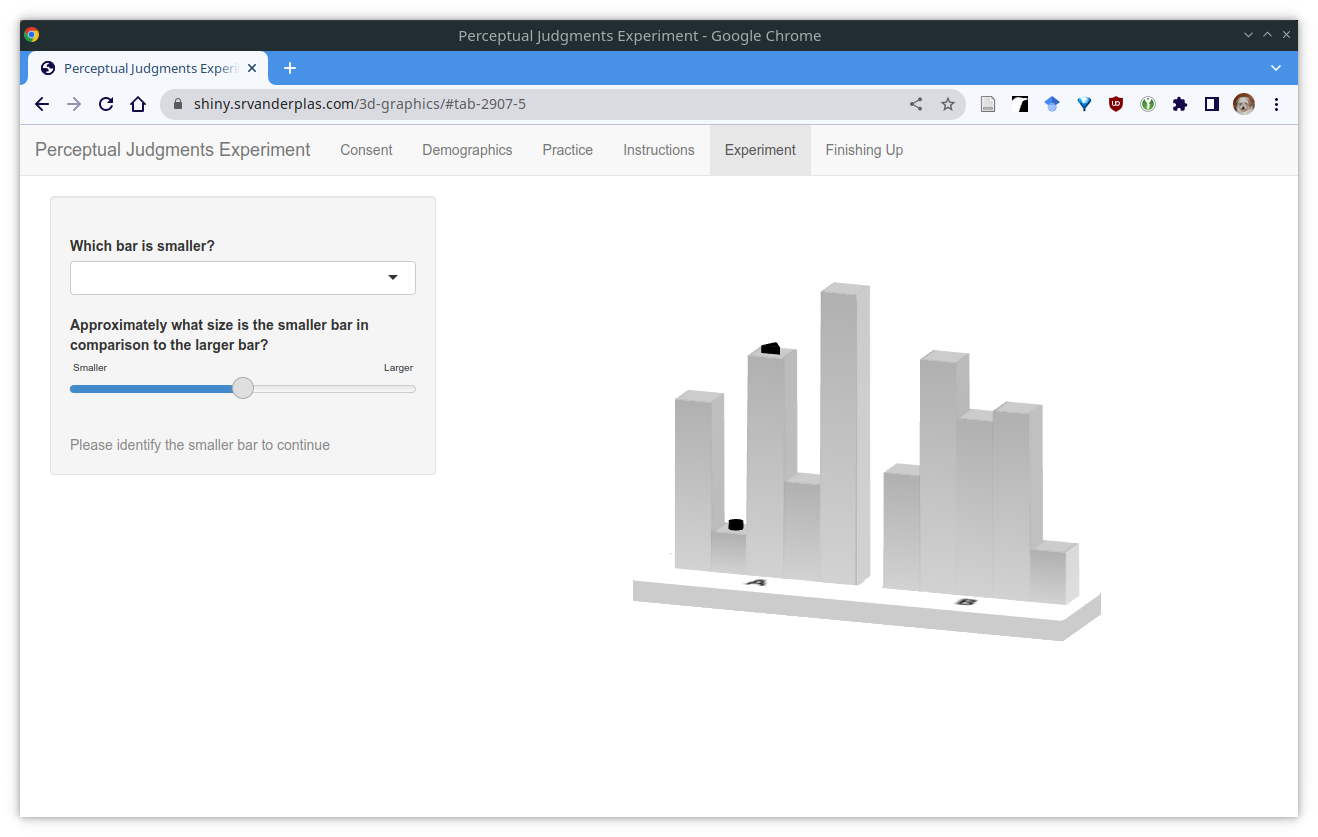 Perceptual Judgments Experiment - Google Chrome
Perceptual Judgments Experi
shiny.srvanderplas.com/3d-graphics/#tab-2907-5
Perceptual Judgments Experiment Consent Demographics Practice Instructions Experiment Finishing Up
Which bar is smaller?
Approximately what size is the smaller bar in
comparison to the larger bar?
Smaller Larger
Please identify the smaller bar to continue
A
B